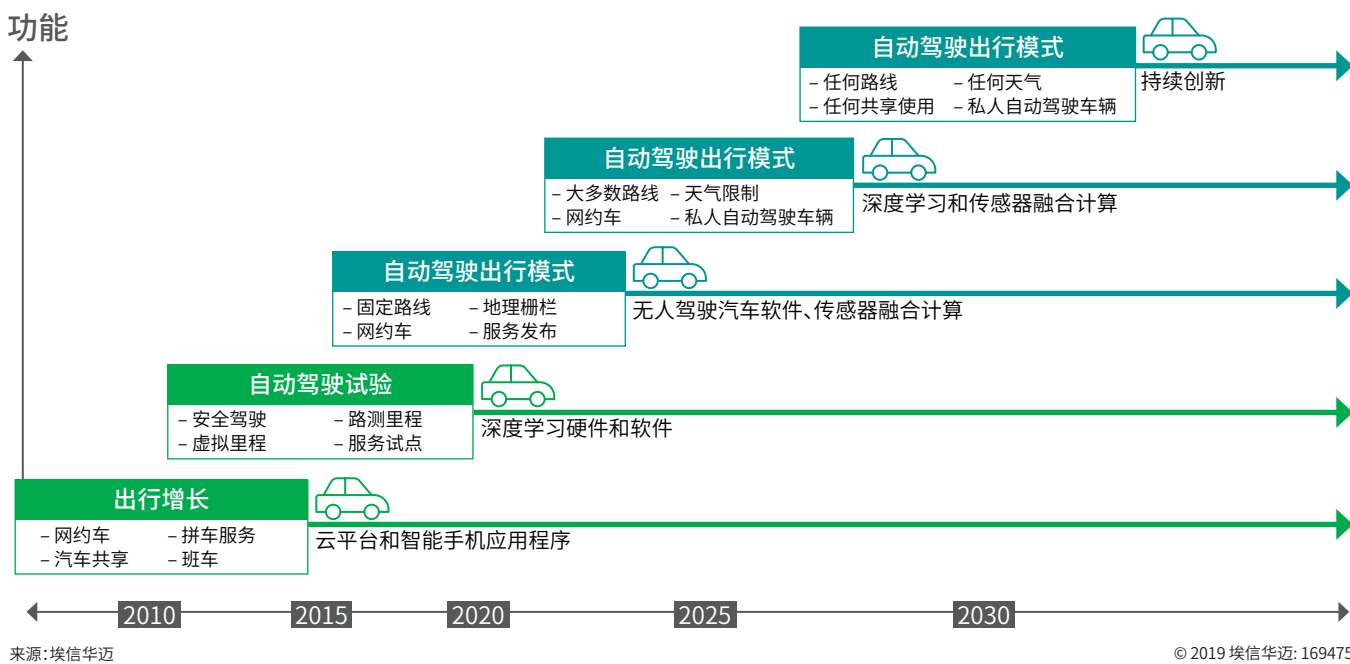 功能
自动驾驶出行模式
– 任何路线 – 任何天气
– 任何共享使用 – 私人自动驾驶车辆
持续创新
自动驾驶出行模式
– 大多数路线 – 天气限制
– 网约车 – 私人自动驾驶车辆
深度学习和传感器融合计算
自动驾驶出行模式
– 固定路线 – 地理栅栏
– 网约车 – 服务发布
无人驾驶汽车软件、传感器融合计算
自动驾驶试验
– 安全驾驶 – 路测里程
– 虚拟里程 – 服务试点
深度学习硬件和软件
出行增长
– 网约车 – 拼车服务
– 汽车共享 – 班车
云平台和智能手机应用程序
2010 2015 2020 2025 2030
来源：埃信华迈 © 2019 埃信华迈: 169475